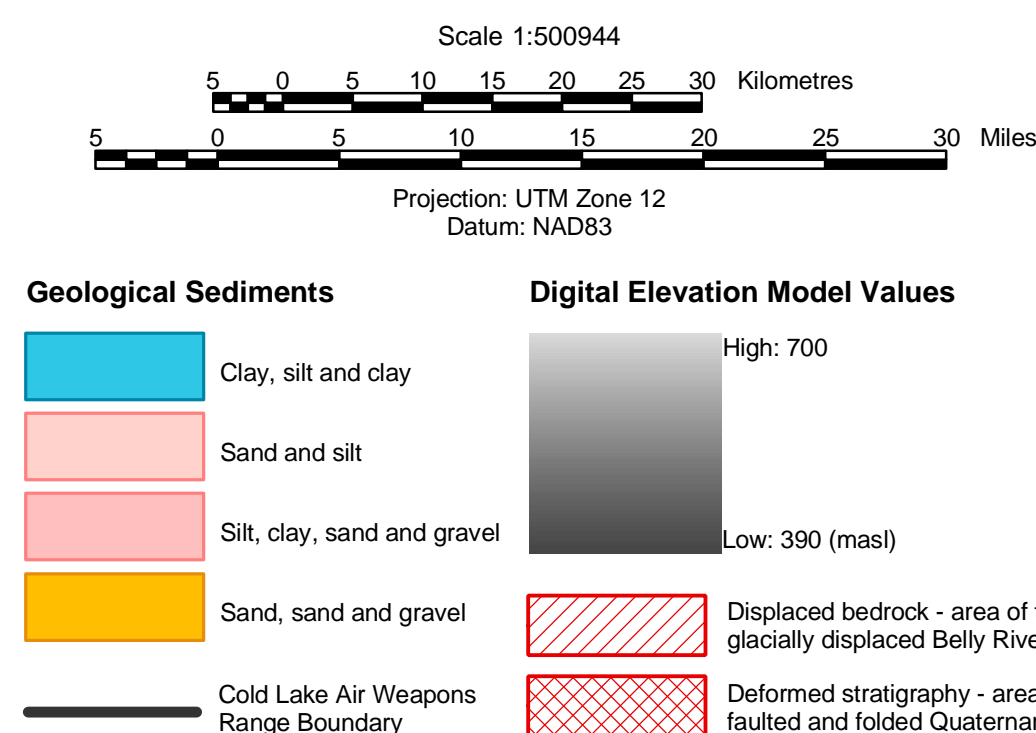 Scale 1:500944
5 0 5 10 15 20 25 30 Kilometres
5 0 5 10 15 20 25 30 Miles
Projection: UTM Zone 12
Datum: NAD83
Geological Sediments
Clay, silt and clay
Sand and silt
Silt, clay, sand and gravel
Sand, sand and gravel
Cold Lake Air Weapons
Range Boundary
Digital Elevation Model Values
High: 700
Low: 390 (masl)
Displaced bedrock - area of
glacially displaced Belly
Deformed stratigraphy - area
faulted and folded